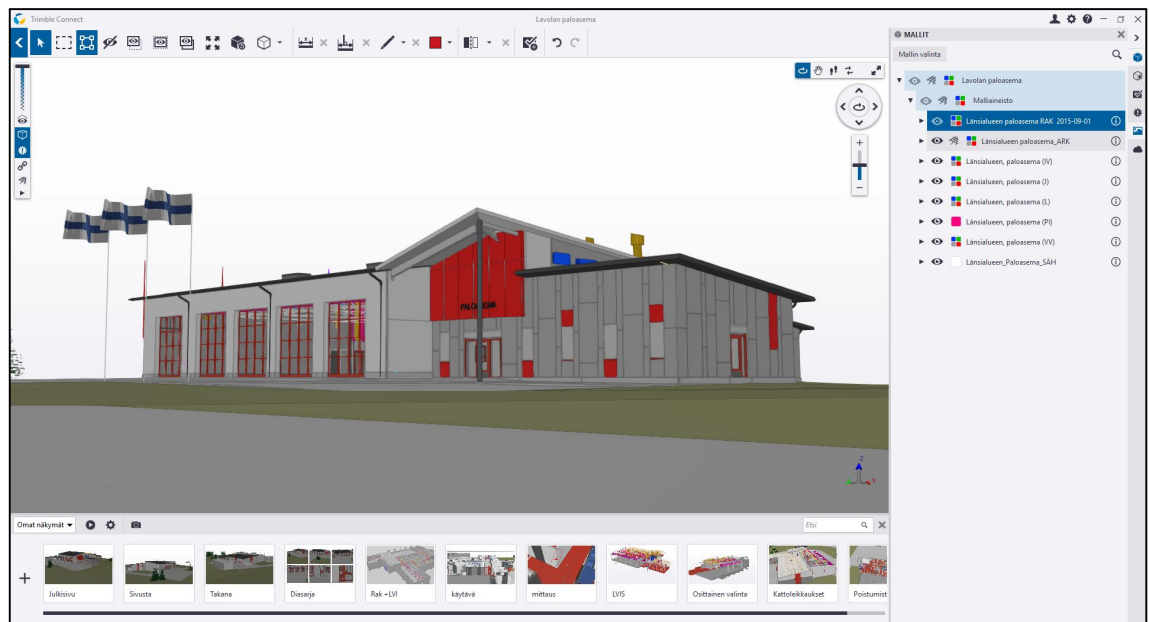 Trimble Connect
Lavolan paloasema
MALLIT
Mallin valinta
Lavolan paloasema
Malliaineisto
Länsialueen paloasema RAK 2015-09-01
Länsialueen paloasema_ARK
Länsialueen, paloasema (IV)
Länsialueen, paloasema (J)
Länsialueen, paloasema (L)
Länsialueen, paloasema (PI)
Länsialueen, paloasema (VV)
Länsialueen_Paloasema_SÄH
PALOASEMA
z
x
Omat näkymät
Etsi
Julkisivu
Sivusta
Takana
Diasarja
Rak +LVI
käytävä
mittaus
LVIS
Osittainen valinta
Kattoleikkaukset
Poistumist